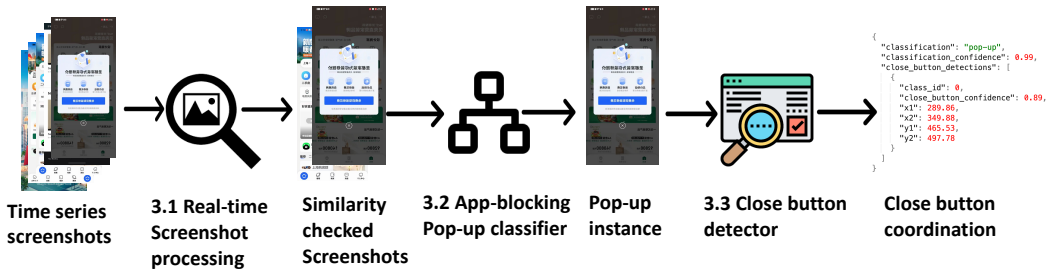 {
"classification": "pop-up",
"classification_confidence": 0.99,
"close_button_detections": [
{
"class_id": 0,
"close_button_confidence": 0.89,
"x1": 289.86,
"x2": 349.88,
"y1": 465.53,
"y2": 497.78
}
]
}
Time series
screenshots
3.1 Real-time
Screenshot
processing
Similarity
checked
Screenshots
3.2 App-blocking
Pop-up classifier
Pop-up
instance
3.3 Close button
detector
Close button
coordination